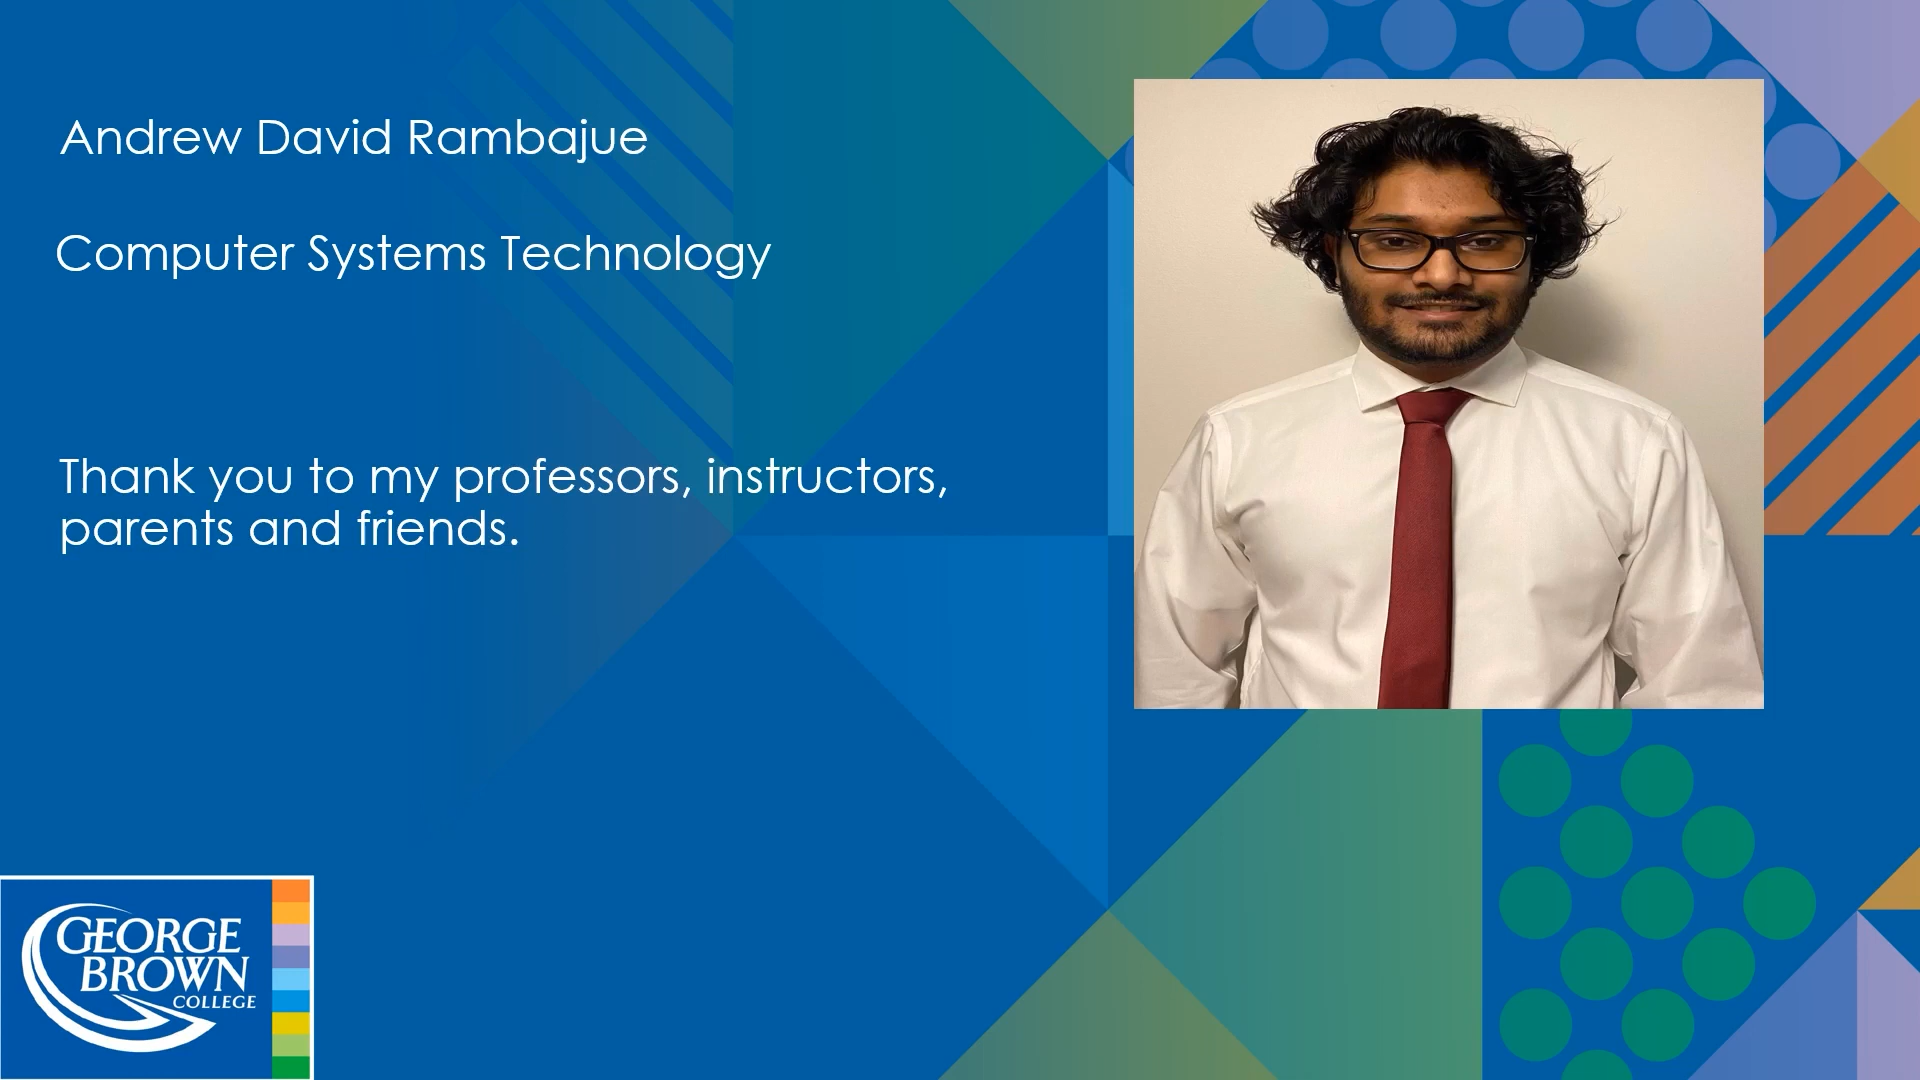 Andrew David Rambajue
Computer Systems Technology
Thank you to my professors, instructors,
parents and friends.
GEORGE
BROWN
COLLEGE